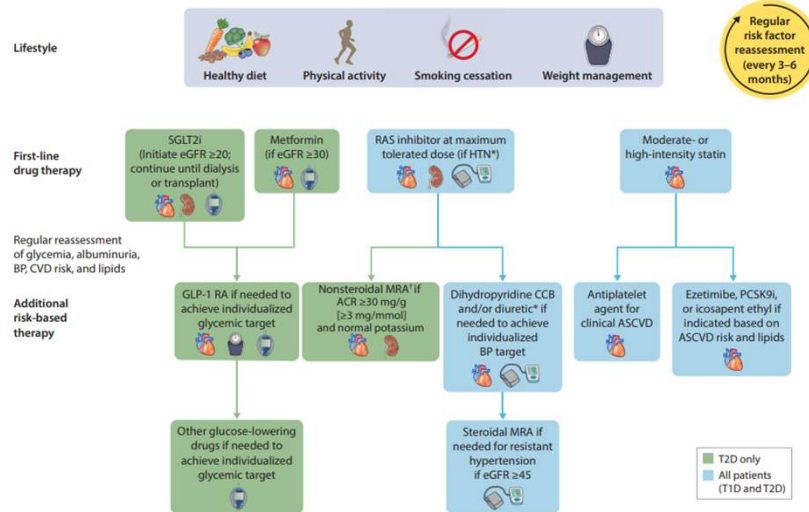 Lifestyle
Healthy diet
Physical activity
Smoking cessation
Weight management
Regular
risk factor
reassessment
(every 3–6
months)
First-line
drug therapy
SGLT2i
(Initiate eGFR ≥20;
continue until dialysis
or transplant)
Metformin
(if eGFR ≥30)
RAS inhibitor at maximum
tolerated dose (if HTN*)
Moderate- or
high-intensity statin
Regular reassessment
of glycemia, albuminuria,
BP, CVD risk, and lipids
Additional
risk-based
therapy
GLP-1 RA if needed to
achieve individualized
glycemic target
Nonsteroidal MRA† if
ACR ≥30 mg/g
[≥3 mg/mmol]
and normal potassium
Dihydropyridine CCB
and/or diuretic* if
needed to achieve
individualized
BP target
Antiplatelet
agent for
clinical ASCVD
Ezetimibe, PCSK9i,
or icosapent ethyl if
indicated based on
ASCVD risk and lipids
Other glucose-lowering
drugs if needed to
achieve individualized
glycemic target
Steroidal MRA if
needed for resistant
hypertension
if eGFR ≥45
T2D only
All patients
(T1D and T2D)